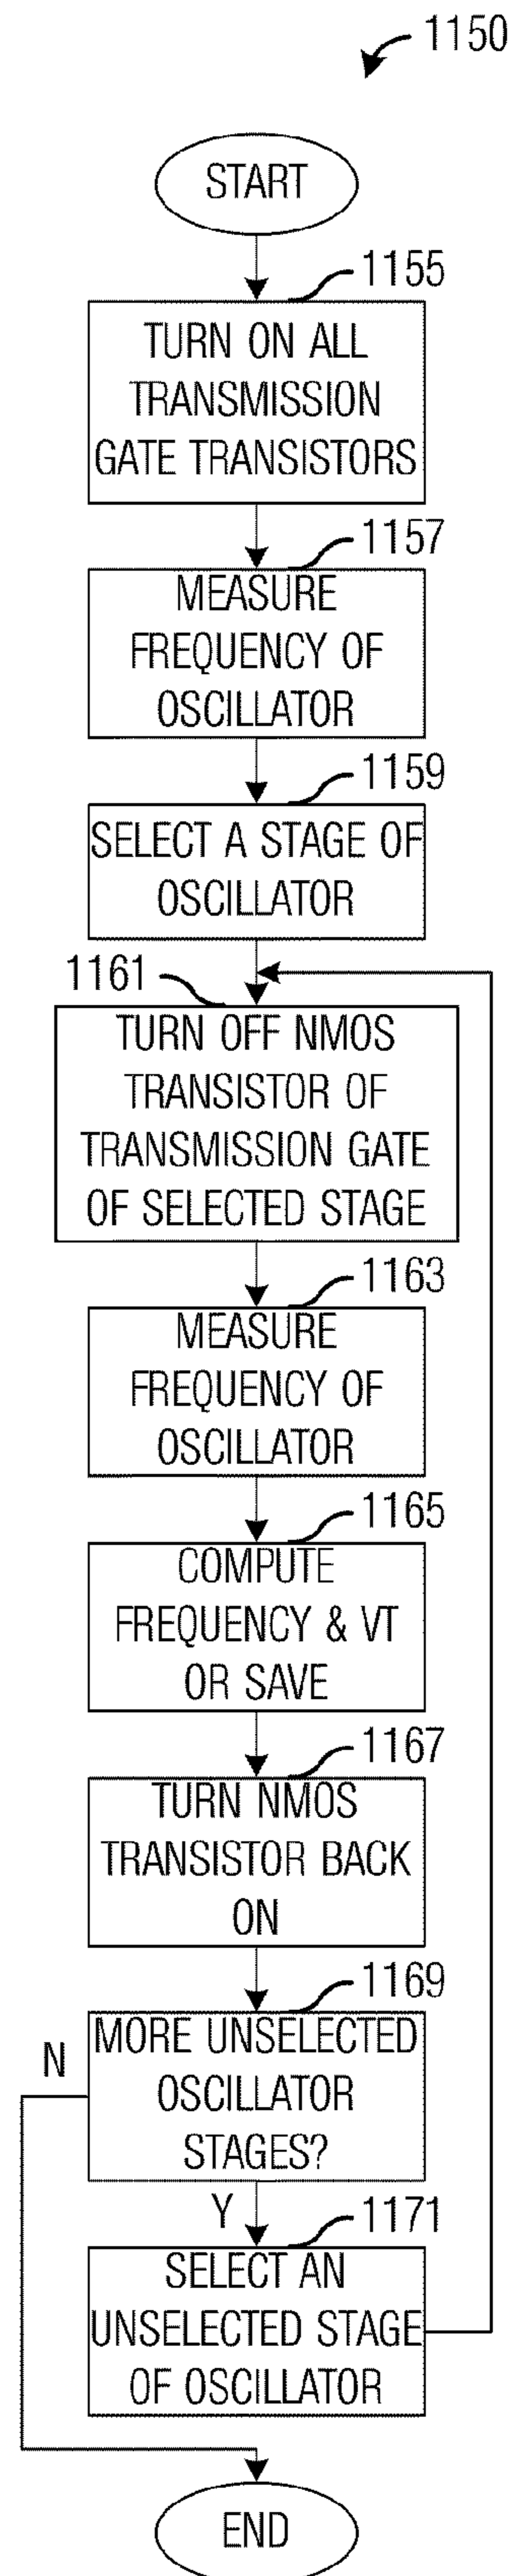 1150
START
1155
TURN ON ALL
TRANSMISSION
GATE TRANSISTORS
1157
MEASURE
FREQUENCY OF
OSCILLATOR
1159
SELECT A STAGE OF
OSCILLATOR
1161
TURN OFF NMOS
TRANSISTOR OF
TRANSMISSION GATE
OF SELECTED STAGE
1163
MEASURE
FREQUENCY OF
OSCILLATOR
1165
COMPUTE
FREQUENCY & VT
OR SAVE
1167
TURN NMOS
TRANSISTOR BACK
ON
1169
MORE UNSELECTED
OSCILLATOR
STAGES?
N
Y
1171
SELECT AN
UNSELECTED STAGE
OF OSCILLATOR
END